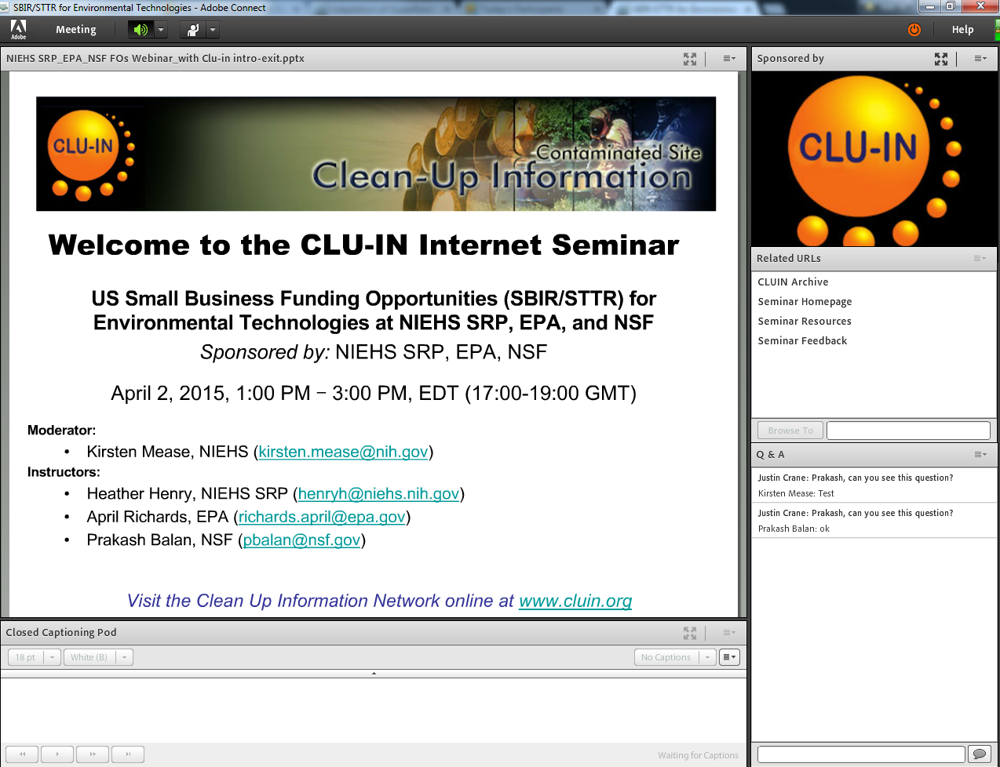 SBIR/STTR for Environmental Technologies - Adobe Connect
Adobe
Meeting
Help
NIEHS SRP_EPA_NSF FOs Webinar_with Clu-in intro-exit.pptx
CLU-IN
Contaminated Site
Clean-Up Information
Welcome to the CLU-IN Internet Seminar
US Small Business Funding Opportunities (SBIR/STTR) for
Environmental Technologies at NIEHS SRP, EPA, and NSF
Sponsored by: NIEHS SRP, EPA, NSF
April 2, 2015, 1:00 PM – 3:00 PM, EDT (17:00-19:00 GMT)
Moderator:
• Kirsten Mease, NIEHS (kirsten.mease@nih.gov)
Instructors:
• Heather Henry, NIEHS SRP (henryh@niehs.nih.gov)
• April Richards, EPA (richards.april@epa.gov)
• Prakash Balan, NSF (pbalan@nsf.gov)
Visit the Clean Up Information Network online at www.cluin.org
Closed Captioning Pod
18 pt
White (B)
No Captions
Waiting for Captions
Sponsored by
CLU-IN
Related URLs
CLUIN Archive
Seminar Homepage
Seminar Resources
Seminar Feedback
Browse To
Q & A
Justin Crane: Prakash, can you see this question?
Kirsten Mease: Test
Justin Crane: Prakash, can you see this question?
Prakash Balan: ok